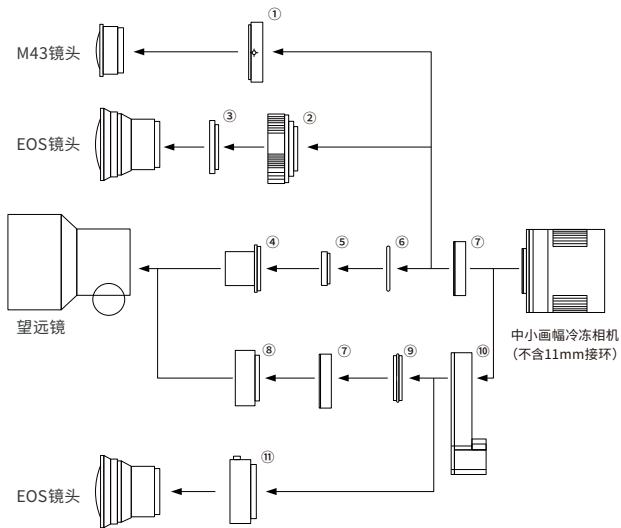 ①
M43镜头
③
②
EOS镜头
④
⑤
⑥
⑦
望远镜
中小画幅冷冻相机
（不含11mm接环）
⑧
⑦
⑨
⑩
⑪
EOS镜头